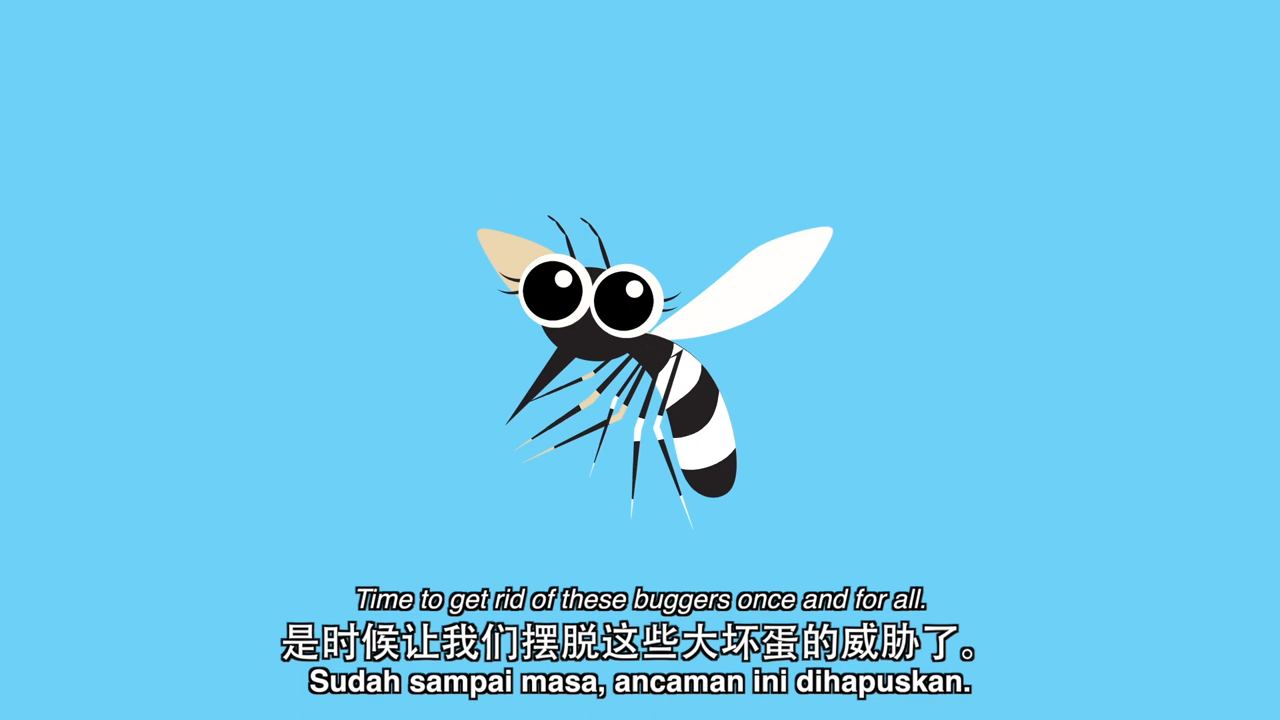 Time to get rid of these buggers once and for all.
是时候让我们摆脱这些大坏蛋的威胁了。
Sudah sampai masa, ancaman ini dihapuskan.